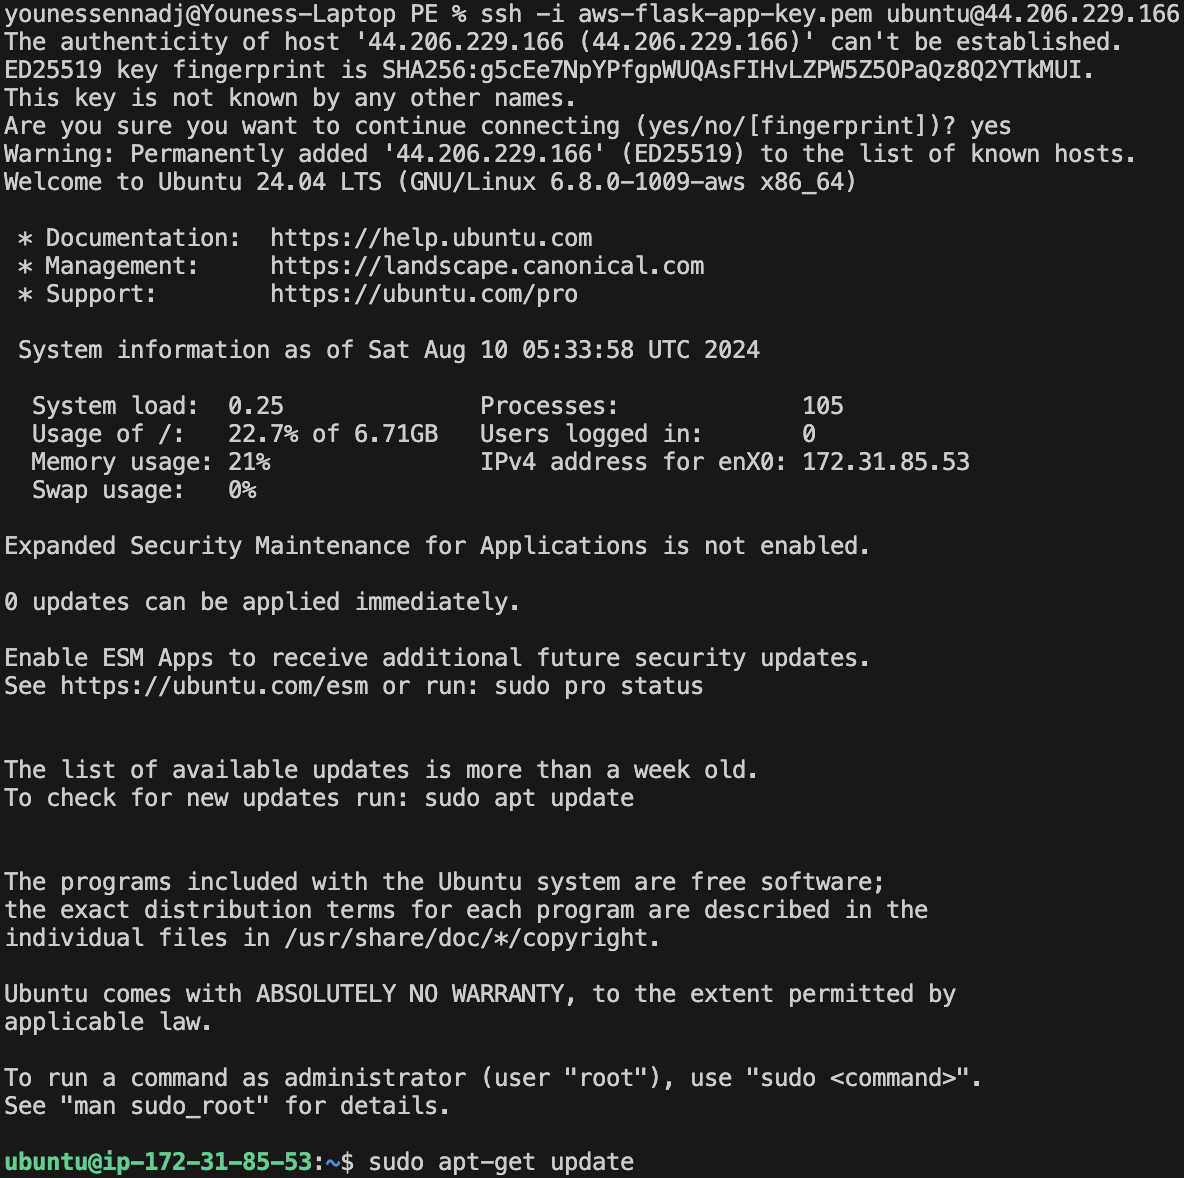 younessennadj@Youness-Laptop PE % ssh -i aws-flask-app-key.pem ubuntu@44.206.229.166
The authenticity of host '44.206.229.166 (44.206.229.166)' can't be established.
ED25519 key fingerprint is SHA256:g5cEe7NpYPfgpWUQAsFIHvLZPW5Z5OPaQz8Q2YTkMUI.
This key is not known by any other names.
Are you sure you want to continue connecting (yes/no/[fingerprint])? yes
Warning: Permanently added '44.206.229.166' (ED25519) to the list of known hosts.
Welcome to Ubuntu 24.04 LTS (GNU/Linux 6.8.0-1009-aws x86_64)

 * Documentation:  https://help.ubuntu.com
 * Management:     https://landscape.canonical.com
 * Support:        https://ubuntu.com/pro

 System information as of Sat Aug 10 05:33:58 UTC 2024

  System load:  0.25              Processes:             105
  Usage of /:   22.7% of 6.71GB   Users logged in:       0
  Memory usage: 21%               IPv4 address for enX0: 172.31.85.53
  Swap usage:   0%

Expanded Security Maintenance for Applications is not enabled.

0 updates can be applied immediately.

Enable ESM Apps to receive additional future security updates.
See https://ubuntu.com/esm or run: sudo pro status


The list of available updates is more than a week old.
To check for new updates run: sudo apt update


The programs included with the Ubuntu system are free software;
the exact distribution terms for each program are described in the
individual files in /usr/share/doc/*/copyright.

Ubuntu comes with ABSOLUTELY NO WARRANTY, to the extent permitted by
applicable law.

To run a command as administrator (user "root"), use "sudo <command>".
See "man sudo_root" for details.

ubuntu@ip-172-31-85-53:~$ sudo apt-get update